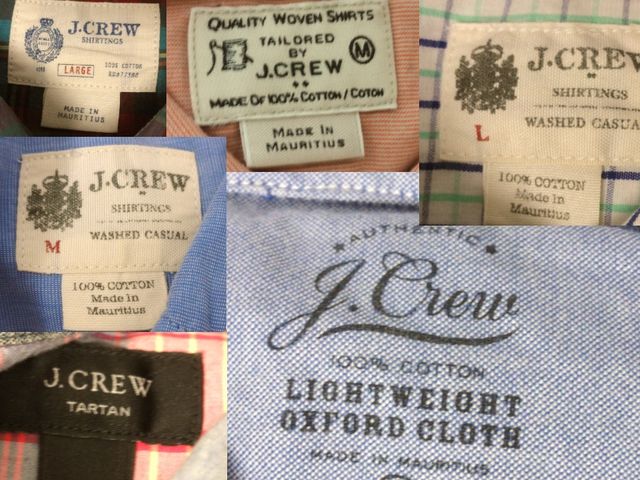 J.CREW
SHIRTINGS
LARGE
100% COTTON
MADE IN
MAURITIUS
QUALITY WOVEN SHIRTS
TAILORED
BY
J.CREW
M
MADE OF 100% COTTON/COTON
MADE IN
MAURITIUS
J.CREW
SHIRTINGS
L
WASHED CASUAL
100% COTTON
Made in
Mauritius
J.CREW
SHIRTINGS
M
WASHED CASUAL
100% COTTON
Made in
Mauritius
J. CREW
TARTAN
AUTHENTIC
J. Crew
100% COTTON
LIGHTWEIGHT
OXFORD CLOTH
MADE IN MAURITIUS